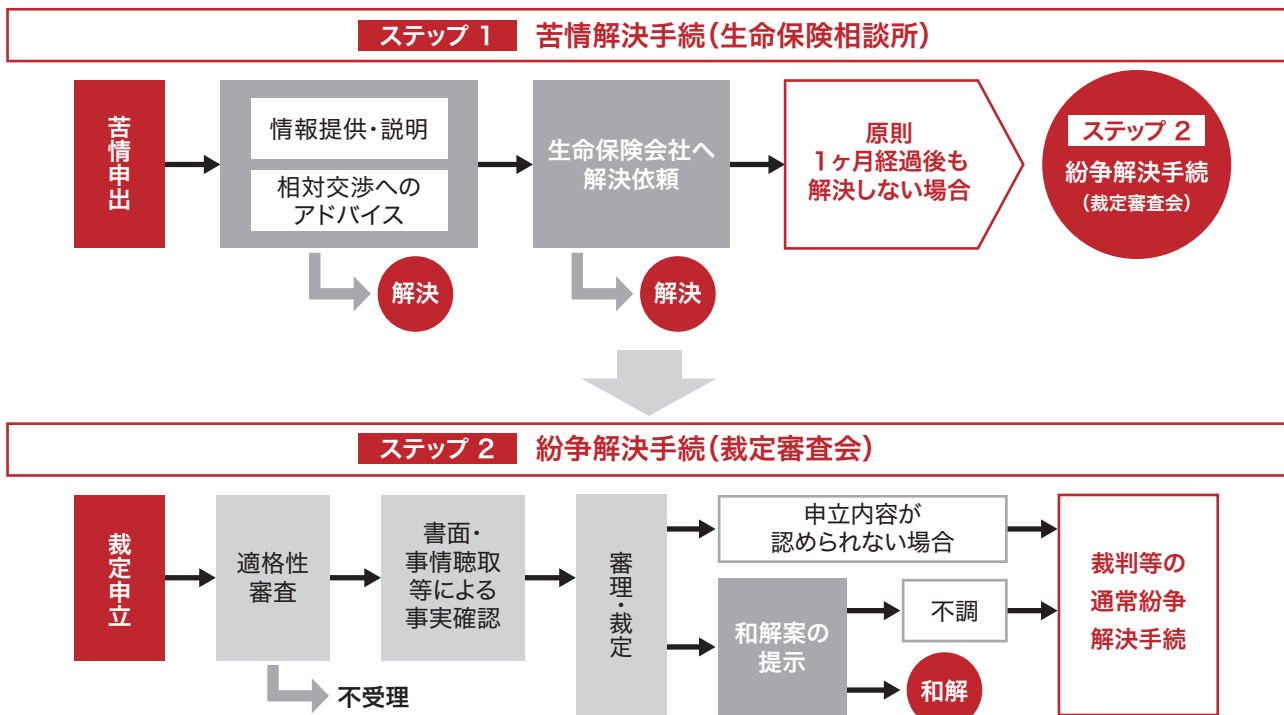 ステップ 1 苦情解決手続(生命保険相談所)
苦情申出
情報提供・説明
相対交渉への
アドバイス
解決
生命保険会社へ
解決依頼
解決
原則
1ヶ月経過後も
解決しない場合
ステップ 2
紛争解決手続
(裁定審査会)
ステップ 2 紛争解決手続(裁定審査会)
裁定申立
適格性
審査
不受理
書面・
事情聴取
等による
事実確認
審理・裁定
申立内容が
認められない場合
和解案の
提示
不調
和解
裁判等の
通常紛争
解決手続